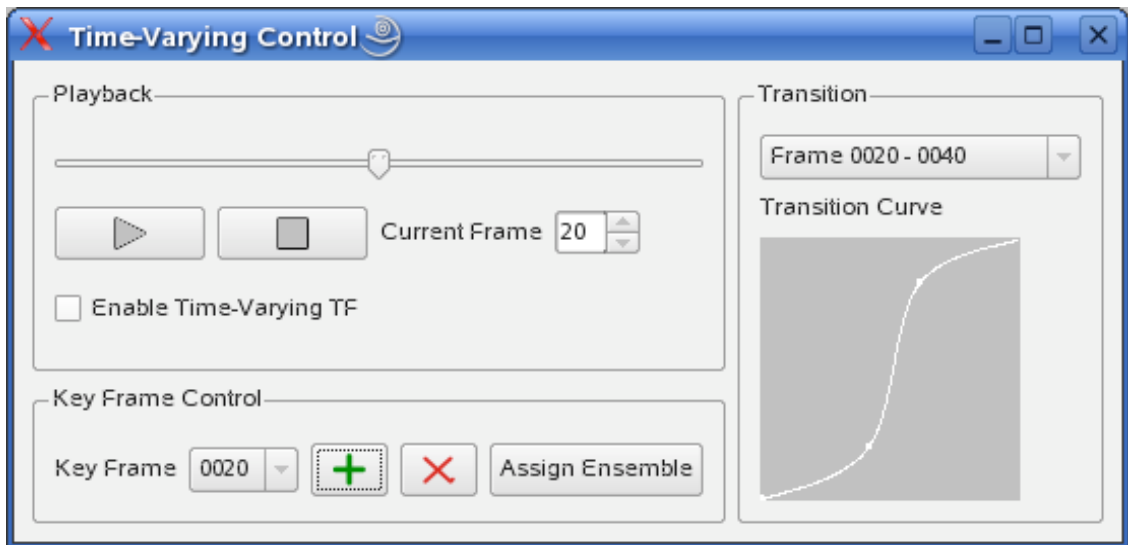 Time-Varying Control
Playback
Current Frame 20
Enable Time-Varying TF
Key Frame Control
Key Frame 0020 Assign Ensemble
Transition
Frame 0020 - 0040
Transition Curve